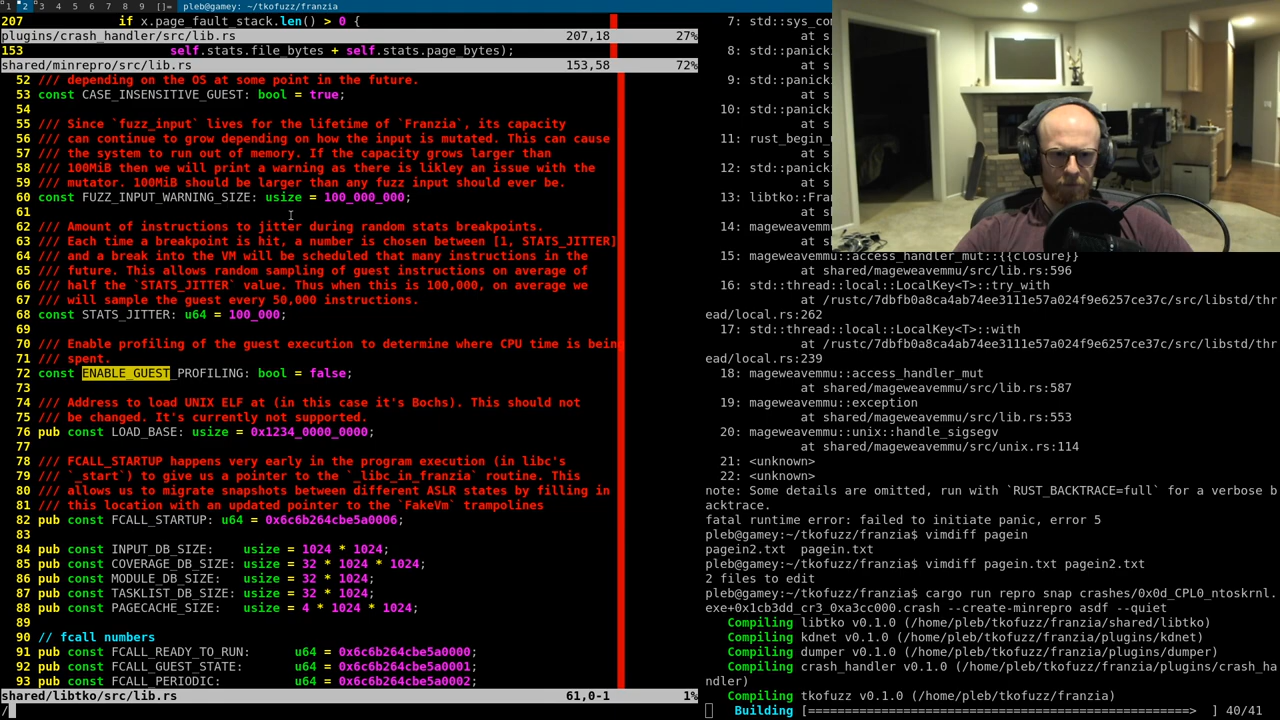 1 2 3 4 5 6 7 8 9 []= pleb@gamey: ~/tkofuzz/franzia
207             if x.page_fault_stack.len() > 0 {
plugins/crash_handler/src/lib.rs 207,18 27%
153                    self.stats.file_bytes + self.stats.page_bytes);
shared/minrepro/src/lib.rs 153,58 72%
52 /// depending on the OS at some point in the future.
53 const CASE_INSENSITIVE_GUEST: bool = true;
54
55 /// Since `fuzz_input` lives for the lifetime of `Franzia`, its capacity
56 /// can continue to grow depending on how the input is mutated. This can cause
57 /// the system to run out of memory. If the capacity grows larger than
58 /// 100MiB then we will print a warning as there is likley an issue with the
59 /// mutator. 100MiB should be larger than any fuzz input should ever be.
60 const FUZZ_INPUT_WARNING_SIZE: usize = 100_000_000;
61
62 /// Amount of instructions to jitter during random stats breakpoints.
63 /// Each time a breakpoint is hit, a number is chosen between [1, STATS_JITTER]
64 /// and a break into the VM will be scheduled that many instructions in the
65 /// future. This allows random sampling of guest instructions on average of
66 /// half the `STATS_JITTER` value. Thus when this is 100,000, on average we
67 /// will sample the guest every 50,000 instructions.
68 const STATS_JITTER: u64 = 100_000;
69
70 /// Enable profiling of the guest execution to determine where CPU time is being
71 /// spent.
72 const ENABLE_GUEST_PROFILING: bool = false;
73
74 /// Address to load UNIX ELF at (in this case it's Bochs). This should not
75 /// be changed. It's currently not supported.
76 pub const LOAD_BASE: usize = 0x1234_0000_0000;
77
78 /// FCALL_STARTUP happens very early in the program execution (in libc's
79 /// `_start`) to give us a pointer to the `_libc_in_franzia` routine. This
80 /// allows us to migrate snapshots between different ASLR states by filling in
81 /// this location with an updated pointer to the `FakeVm` trampolines
82 pub const FCALL_STARTUP: u64 = 0x6c6b264cbe5a0006;
83
84 pub const INPUT_DB_SIZE:    usize = 1024 * 1024;
85 pub const COVERAGE_DB_SIZE: usize = 32 * 1024 * 1024;
86 pub const MODULE_DB_SIZE:   usize = 32 * 1024;
87 pub const TASKLIST_DB_SIZE: usize = 32 * 1024;
88 pub const PAGECACHE_SIZE:   usize = 4 * 1024 * 1024;
89
90 // fcall numbers
91 pub const FCALL_READY_TO_RUN:      u64 = 0x6c6b264cbe5a0000;
92 pub const FCALL_GUEST_STATE:       u64 = 0x6c6b264cbe5a0001;
93 pub const FCALL_PERIODIC:          u64 = 0x6c6b264cbe5a0002;
shared/libtko/src/lib.rs 61,0-1 1%
/
7: std::sys_co
at s
8: std::panick
at s
9: std::panick
at s
10: std::panick
at s
11: rust_begin_
at s
12: std::panick
at s
13: libtko::Fra
at s
14: mageweavemm
at s
15: mageweavemmu::access_handler_mut::{{closure}}
at shared/mageweavemmu/src/lib.rs:596
16: std::thread::local::LocalKey<T>::try_with
at /rustc/7dbfb0a8ca4ab74ee3111e57a024f9e6257ce37c/src/libstd/thr
ead/local.rs:262
17: std::thread::local::LocalKey<T>::with
at /rustc/7dbfb0a8ca4ab74ee3111e57a024f9e6257ce37c/src/libstd/thr
ead/local.rs:239
18: mageweavemmu::access_handler_mut
at shared/mageweavemmu/src/lib.rs:587
19: mageweavemmu::exception
at shared/mageweavemmu/src/lib.rs:553
20: mageweavemmu::unix::handle_sigsegv
at shared/mageweavemmu/src/unix.rs:114
21: <unknown>
22: <unknown>
note: Some details are omitted, run with `RUST_BACKTRACE=full` for a verbose b
acktrace.
fatal runtime error: failed to initiate panic, error 5
pleb@gamey:~/tkofuzz/franzia$ vimdiff pagein
pagein2.txt  pagein.txt
pleb@gamey:~/tkofuzz/franzia$ vimdiff pagein.txt pagein2.txt
2 files to edit
pleb@gamey:~/tkofuzz/franzia$ cargo run repro snap crashes/0x0d_CPL0_ntoskrnl.
exe+0x1cb3dd_cr3_0xa3cc000.crash --create-minrepro asdf --quiet
Compiling libtko v0.1.0 (/home/pleb/tkofuzz/franzia/shared/libtko)
Compiling kdnet v0.1.0 (/home/pleb/tkofuzz/franzia/plugins/kdnet)
Compiling dumper v0.1.0 (/home/pleb/tkofuzz/franzia/plugins/dumper)
Compiling crash_handler v0.1.0 (/home/pleb/tkofuzz/franzia/plugins/crash_ha
ndler)
Compiling tkofuzz v0.1.0 (/home/pleb/tkofuzz/franzia)
Building [===================================================>  ] 40/41